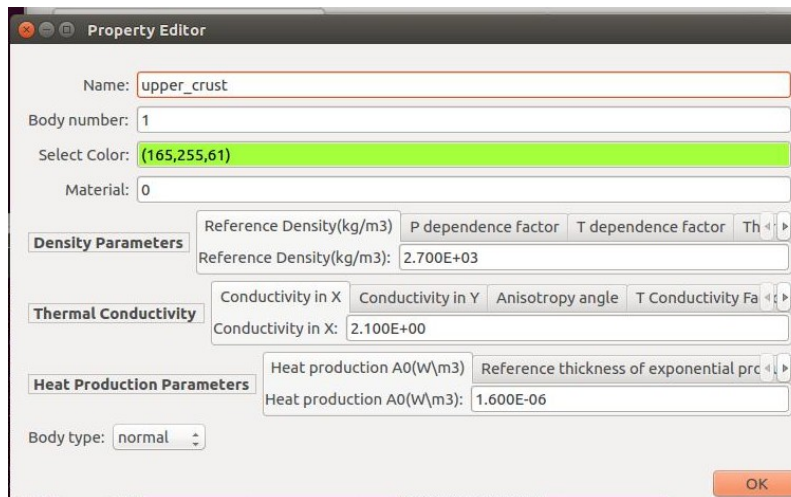 Property Editor
Name: upper_crust
Body number: 1
Select Color: (165,255,61)
Material: 0
Reference Density(kg/m3) P dependence factor T dependence factor
Density Parameters
Reference Density(kg/m3): 2.700E+03
Conductivity in X Conductivity in Y Anisotropy angle T Conductivity
Thermal Conductivity
Conductivity in X: 2.100E+00
Heat production A0(W\m3) Reference thickness of exponential
Heat Production Parameters
Heat production A0(W\m3): 1.600E-06
Body type: normal
OK